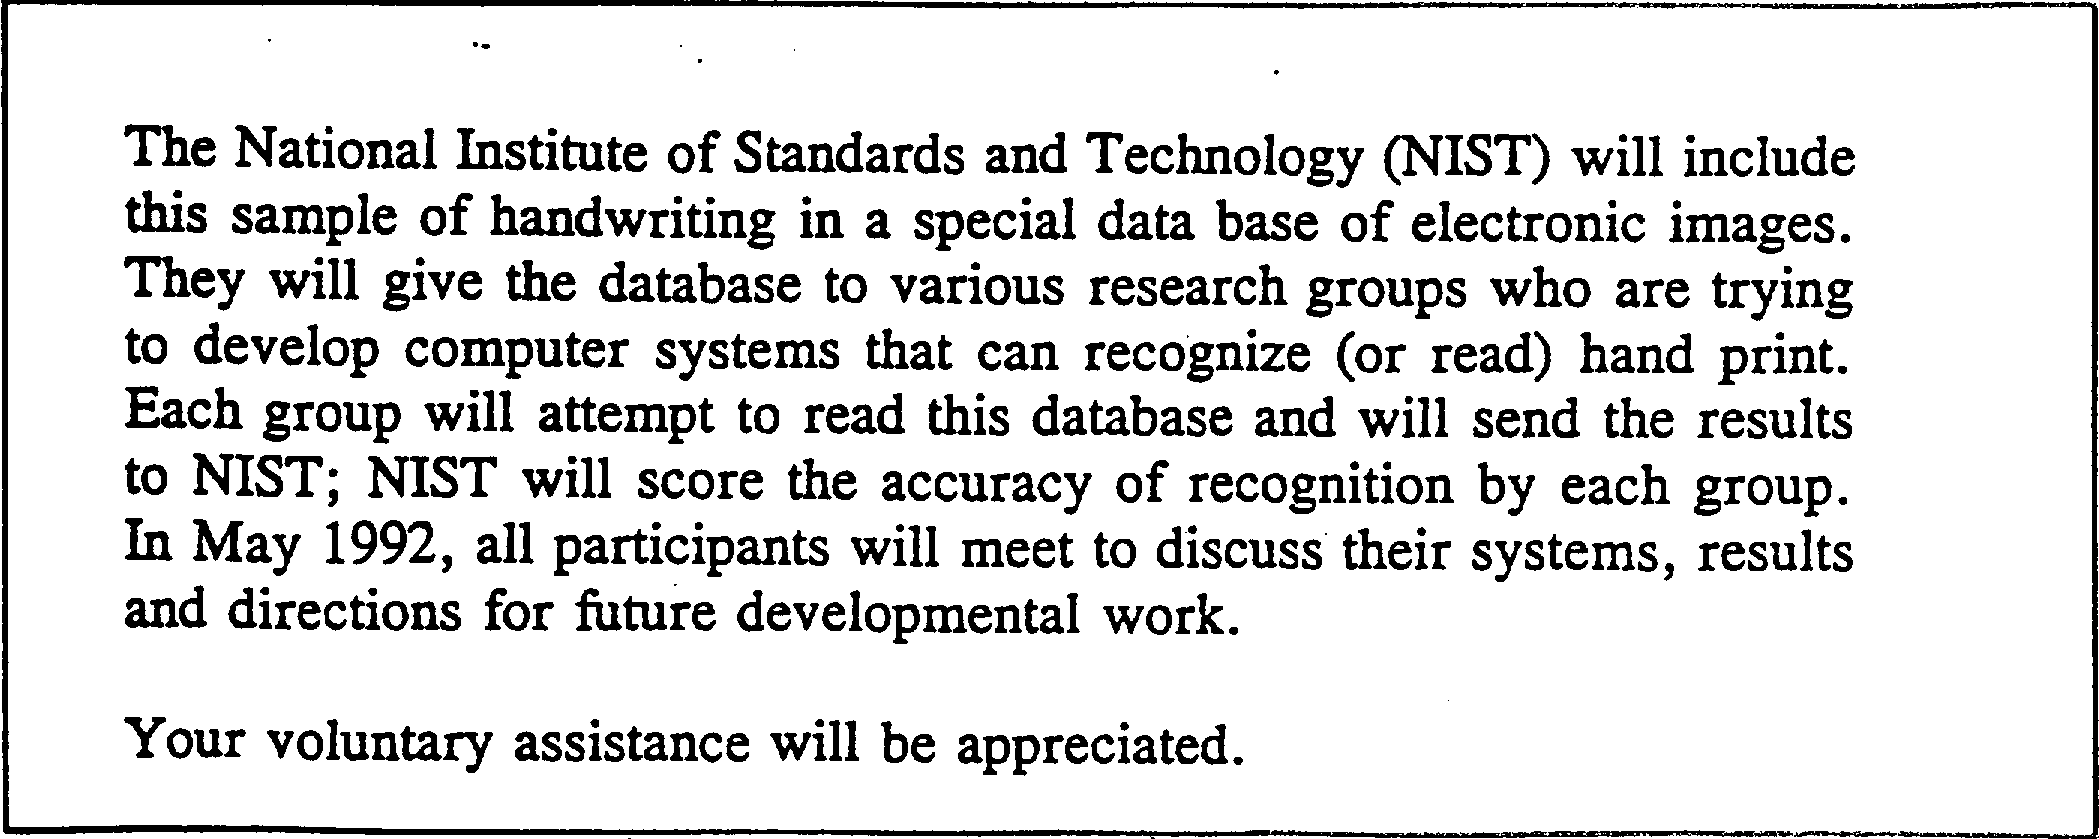 The National Institute of Standards and Technology (NIST) will include
this sample of handwriting in a special data base of electronic images.
They will give the database to various research groups who are trying
to develop computer systems that can recognize (or read) hand print.
Each group will attempt to read this database and will send the results
to NIST; NIST will score the accuracy of recognition by each group.
In May 1992, all participants will meet to discuss their systems, results
and directions for future developmental work.
Your voluntary assistance will be appreciated.